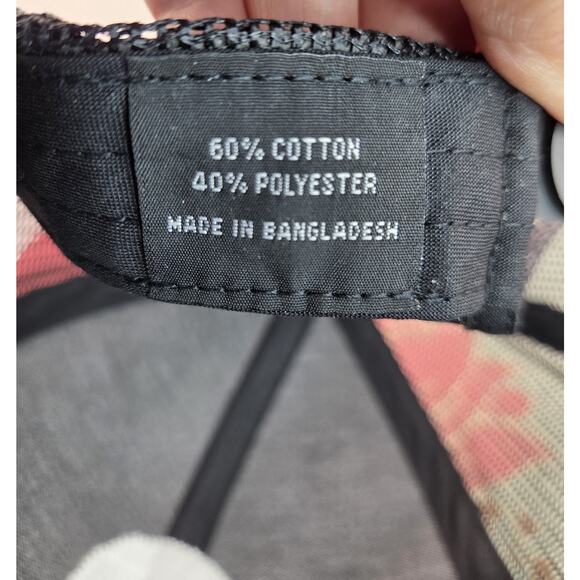 60% COTTON
40% POLYESTER
MADE IN BANGLADESH